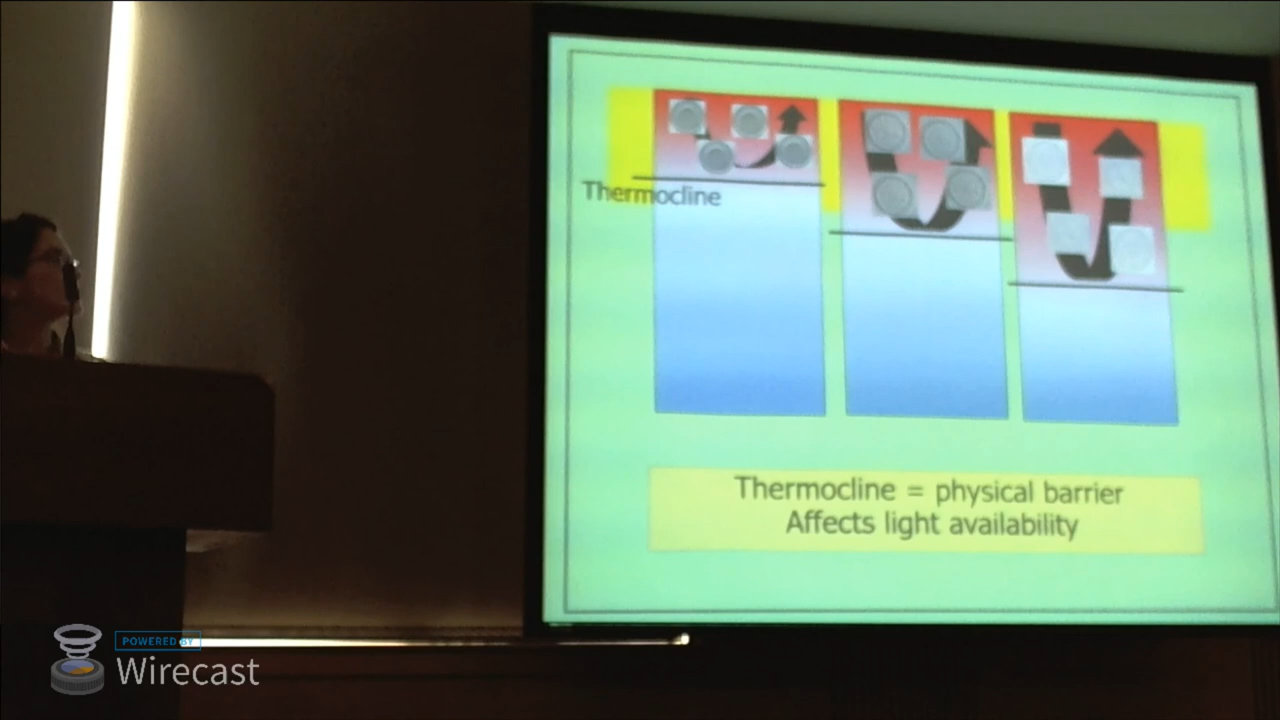 Thermocline
Thermocline = physical barrier
Affects light availability
POWERED BY
Wirecast